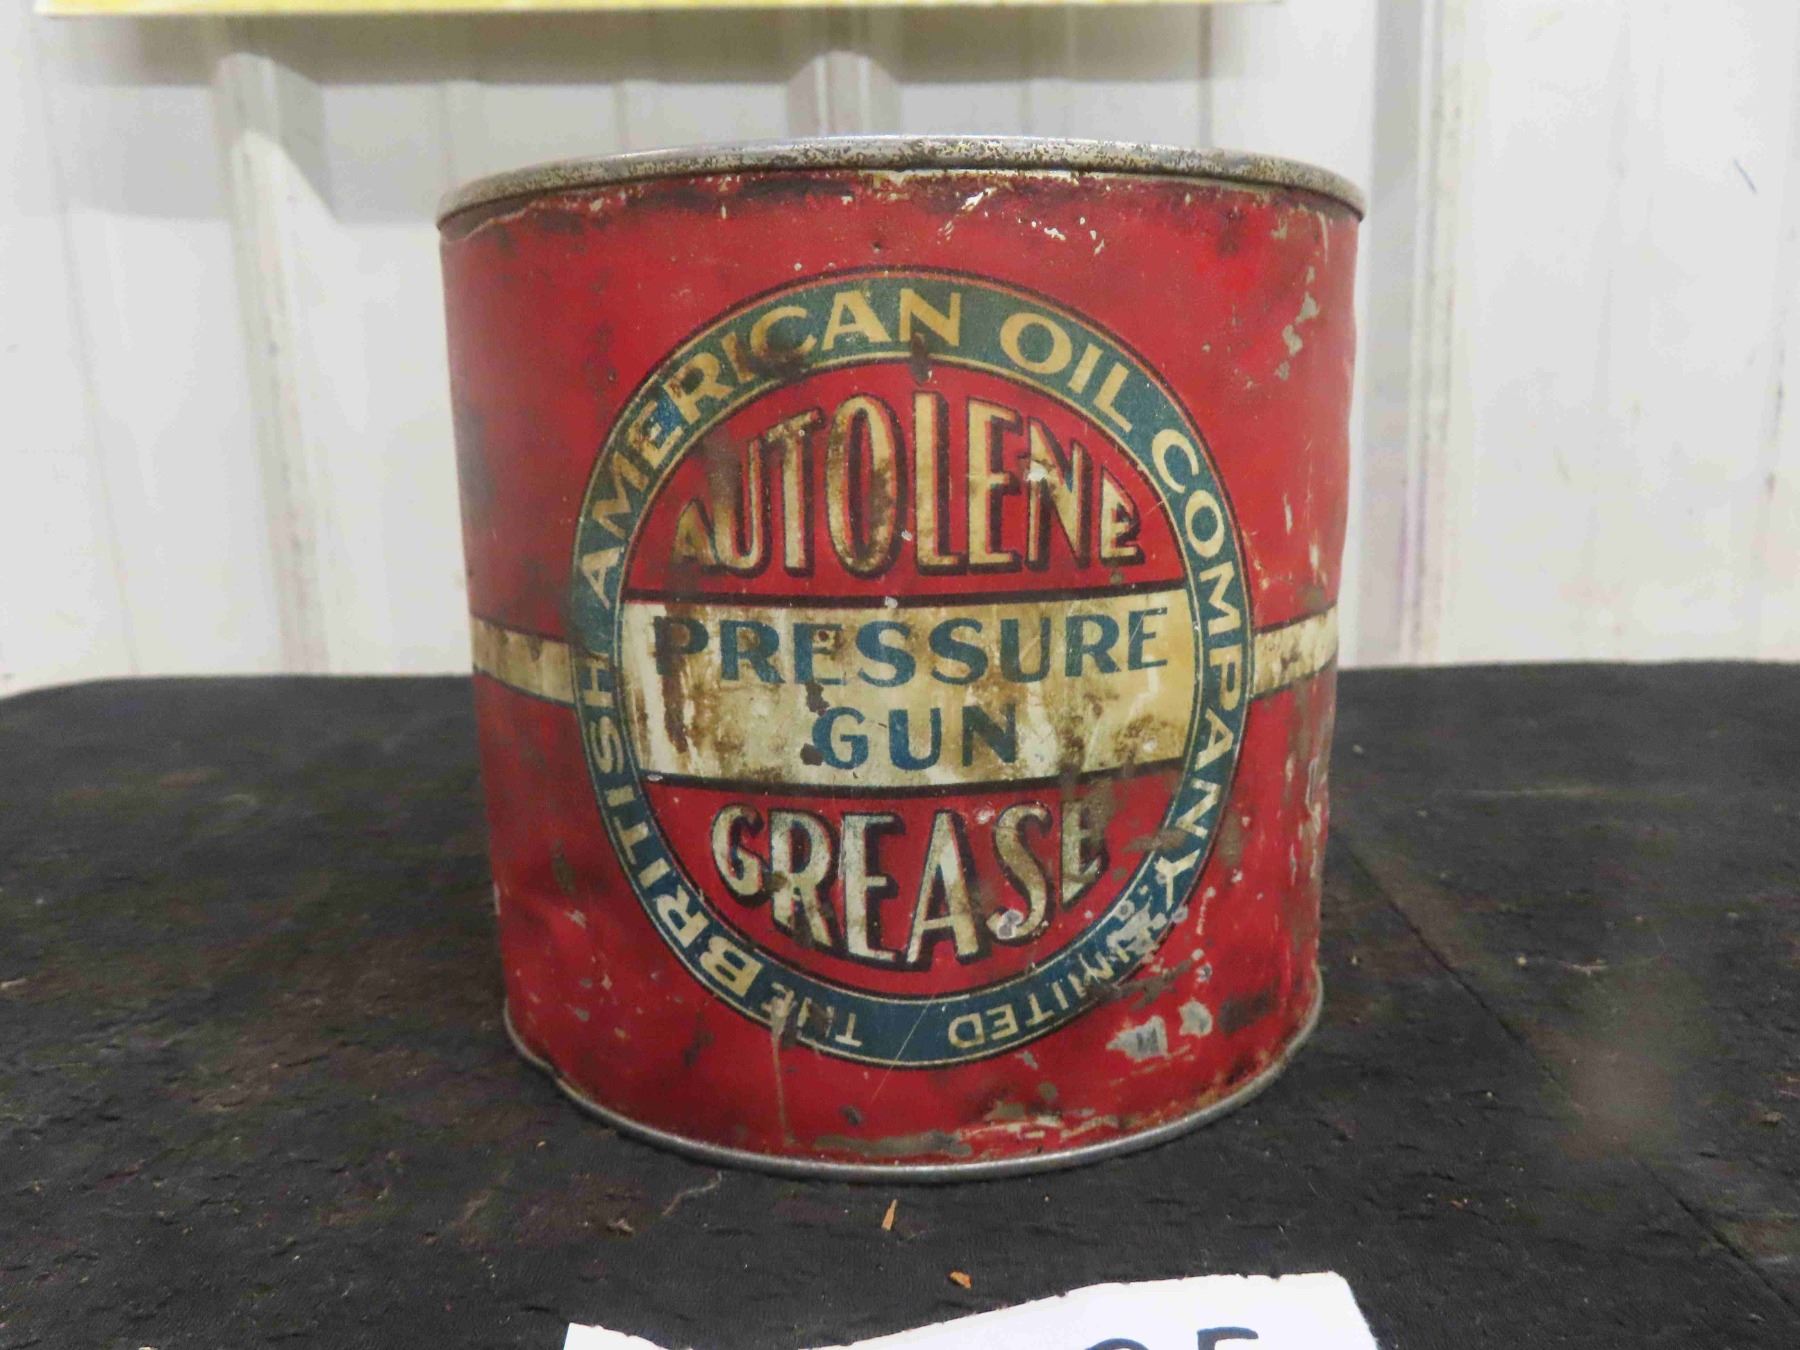 THE BRITISH AMERICAN OIL COMPANY LIMITED
AUTOLENE
PRESSURE
GUN
GREASE